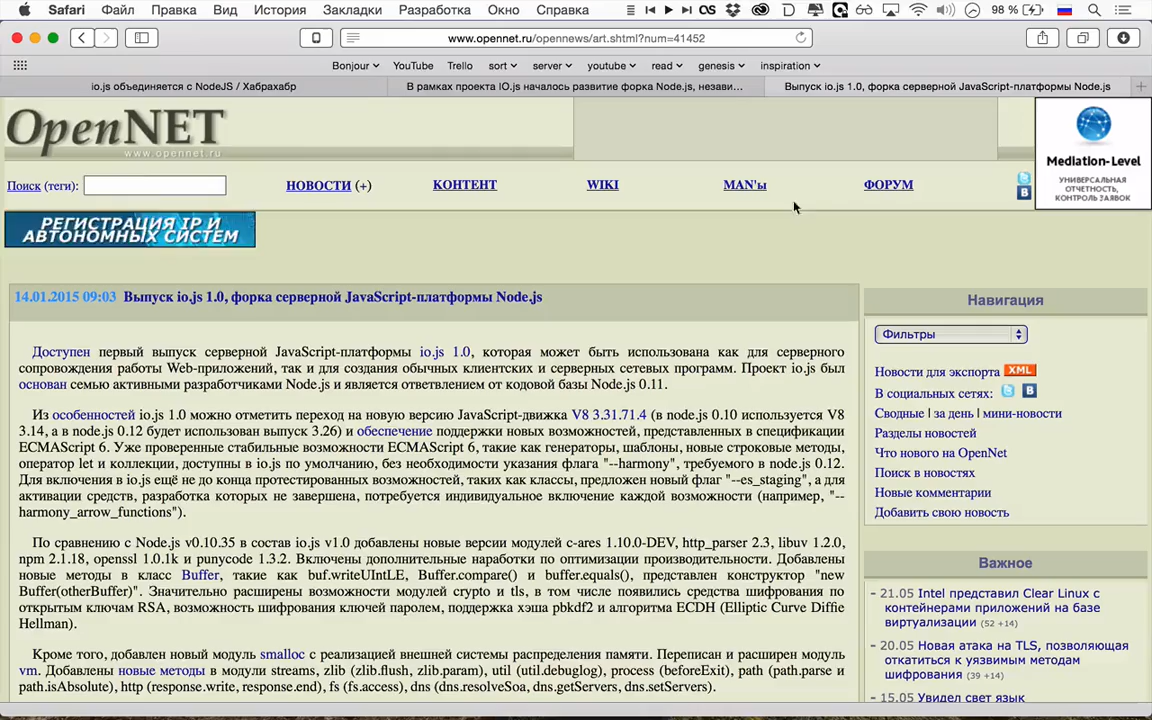 Safari Файл Правка Вид История Закладки Разработка Окно Справка 98 %
www.opennet.ru/opennews/art.shtml?num=41452
Bonjour YouTube Trello sort server youtube read genesis inspiration
io.js объединяется с NodeJS / Хабрахабр
В рамках проекта IO.js началось развитие форка Node.js, незави...
Выпуск io.js 1.0, форка серверной JavaScript-платформы Node.js
OpenNET
www.opennet.ru
Mediation-Level
УНИВЕРСАЛЬНАЯ
ОТЧЕТНОСТЬ,
КОНТРОЛЬ ЗАЯВОК
Поиск (теги): НОВОСТИ (+) КОНТЕНТ WIKI MAN'ы ФОРУМ
РЕГИСТРАЦИЯ IP И
АВТОНОМНЫХ СИСТЕМ
14.01.2015 09:03 Выпуск io.js 1.0, форка серверной JavaScript-платформы Node.js
Доступен первый выпуск серверной JavaScript-платформы io.js 1.0, которая может быть использована как для серверного
сопровождения работы Web-приложений, так и для создания обычных клиентских и серверных сетевых программ. Проект io.js был
основан семью активными разработчиками Node.js и является ответвлением от кодовой базы Node.js 0.11.
Из особенностей io.js 1.0 можно отметить переход на новую версию JavaScript-движка V8 3.31.71.4 (в node.js 0.10 используется V8
3.14, а в node.js 0.12 будет использован выпуск 3.26) и обеспечение поддержки новых возможностей, представленных в спецификации
ECMAScript 6. Уже проверенные стабильные возможности ECMAScript 6, такие как генераторы, шаблоны, новые строковые методы,
оператор let и коллекции, доступны в io.js по умолчанию, без необходимости указания флага "--harmony", требуемого в node.js 0.12.
Для включения в io.js ещё не до конца протестированных возможностей, таких как классы, предложен новый флаг "--es_staging", а для
активации средств, разработка которых не завершена, потребуется индивидуальное включение каждой возможности (например, "--
harmony_arrow_functions").
По сравнению с Node.js v0.10.35 в состав io.js v1.0 добавлены новые версии модулей c-ares 1.10.0-DEV, http_parser 2.3, libuv 1.2.0,
npm 2.1.18, openssl 1.0.1k и punycode 1.3.2. Включены дополнительные наработки по оптимизации производительности. Добавлены
новые методы в класс Buffer, такие как buf.writeUIntLE, Buffer.compare() и buffer.equals(), представлен конструктор "new
Buffer(otherBuffer)". Значительно расширены возможности модулей crypto и tls, в том числе появились средства шифрования по
открытым ключам RSA, возможность шифрования ключей паролем, поддержка хэша pbkdf2 и алгоритма ECDH (Elliptic Curve Diffie
Hellman).
Кроме того, добавлен новый модуль smalloc с реализацией внешней системы распределения памяти. Переписан и расширен модуль
vm. Добавлены новые методы в модули streams, zlib (zlib.flush, zlib.param), util (util.debuglog), process (beforeExit), path (path.parse и
path.isAbsolute), http (response.write, response.end), fs (fs.access), dns (dns.resolveSoa, dns.getServers, dns.setServers).
Навигация
Фильтры
Новости для экспорта XML
В социальных сетях:
Сводные | за день | мини-новости
Разделы новостей
Что нового на OpenNet
Поиск в новостях
Новые комментарии
Добавить свою новость
Важное
- 21.05 Intel представил Clear Linux с
контейнерами приложений на базе
виртуализации (52 +14)
- 20.05 Новая атака на TLS, позволяющая
откатиться к уязвимым методам
шифрования (39 +14)
- 15.05 Увидел свет язык